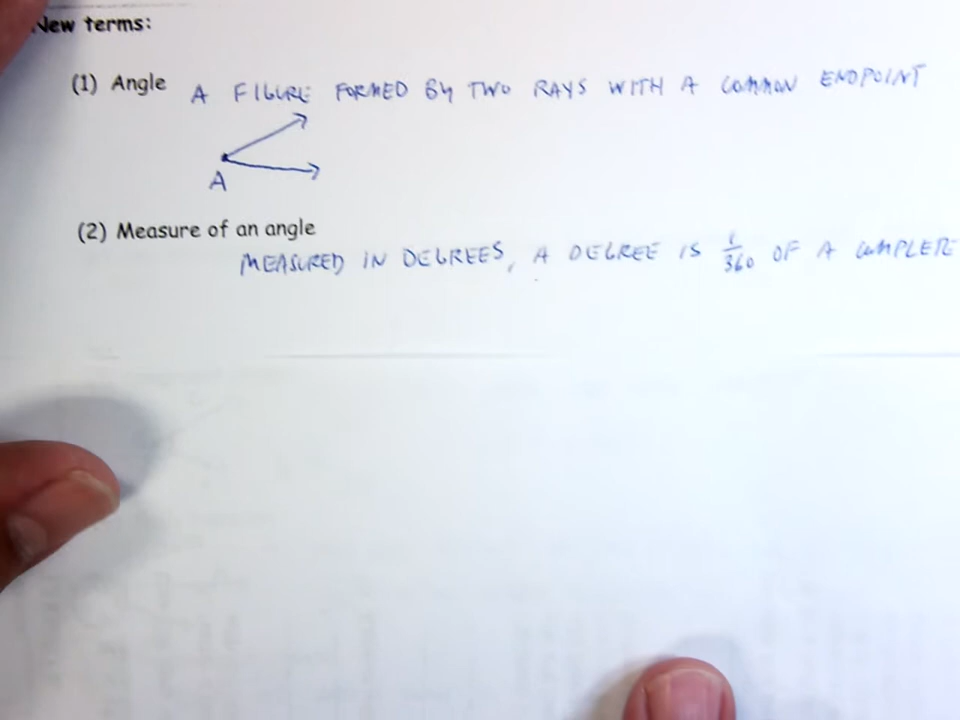 New terms:
(1) Angle A FIGURE FORMED BY TWO RAYS WITH A COMMON ENDPOINT
A
(2) Measure of an angle
MEASURED IN DEGREES, A DEGREE IS 1/360 OF A COMPLETE